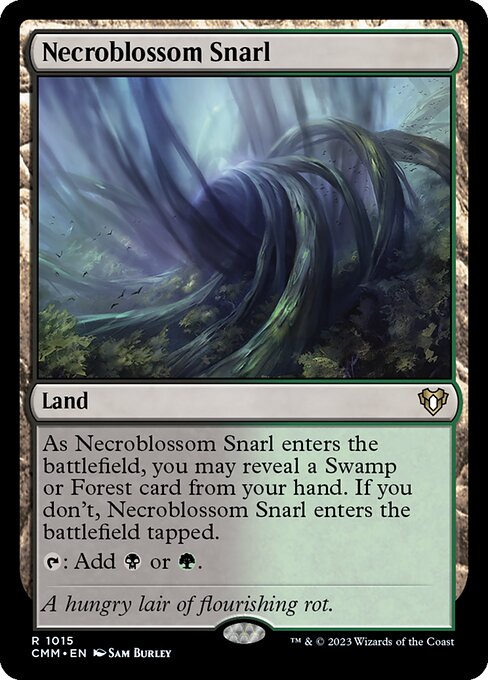 Necroblossom Snarl
Land
As Necroblossom Snarl enters the
battlefield, you may reveal a Swamp
or Forest card from your hand. If you
don't, Necroblossom Snarl enters the
battlefield tapped.
: Add or .
A hungry lair of flourishing rot.
R 1015
CMM • EN Sam Burley
™ & © 2023 Wizards of the Coast